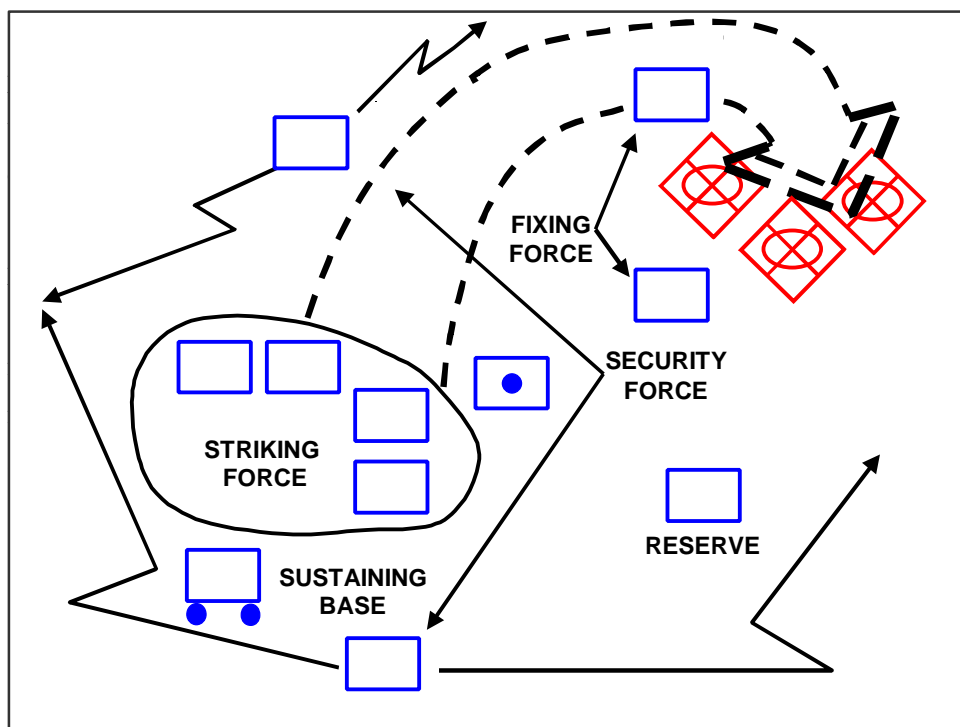 FIXING
FORCE
SECURITY
FORCE
STRIKING
FORCE
RESERVE
SUSTAINING
BASE